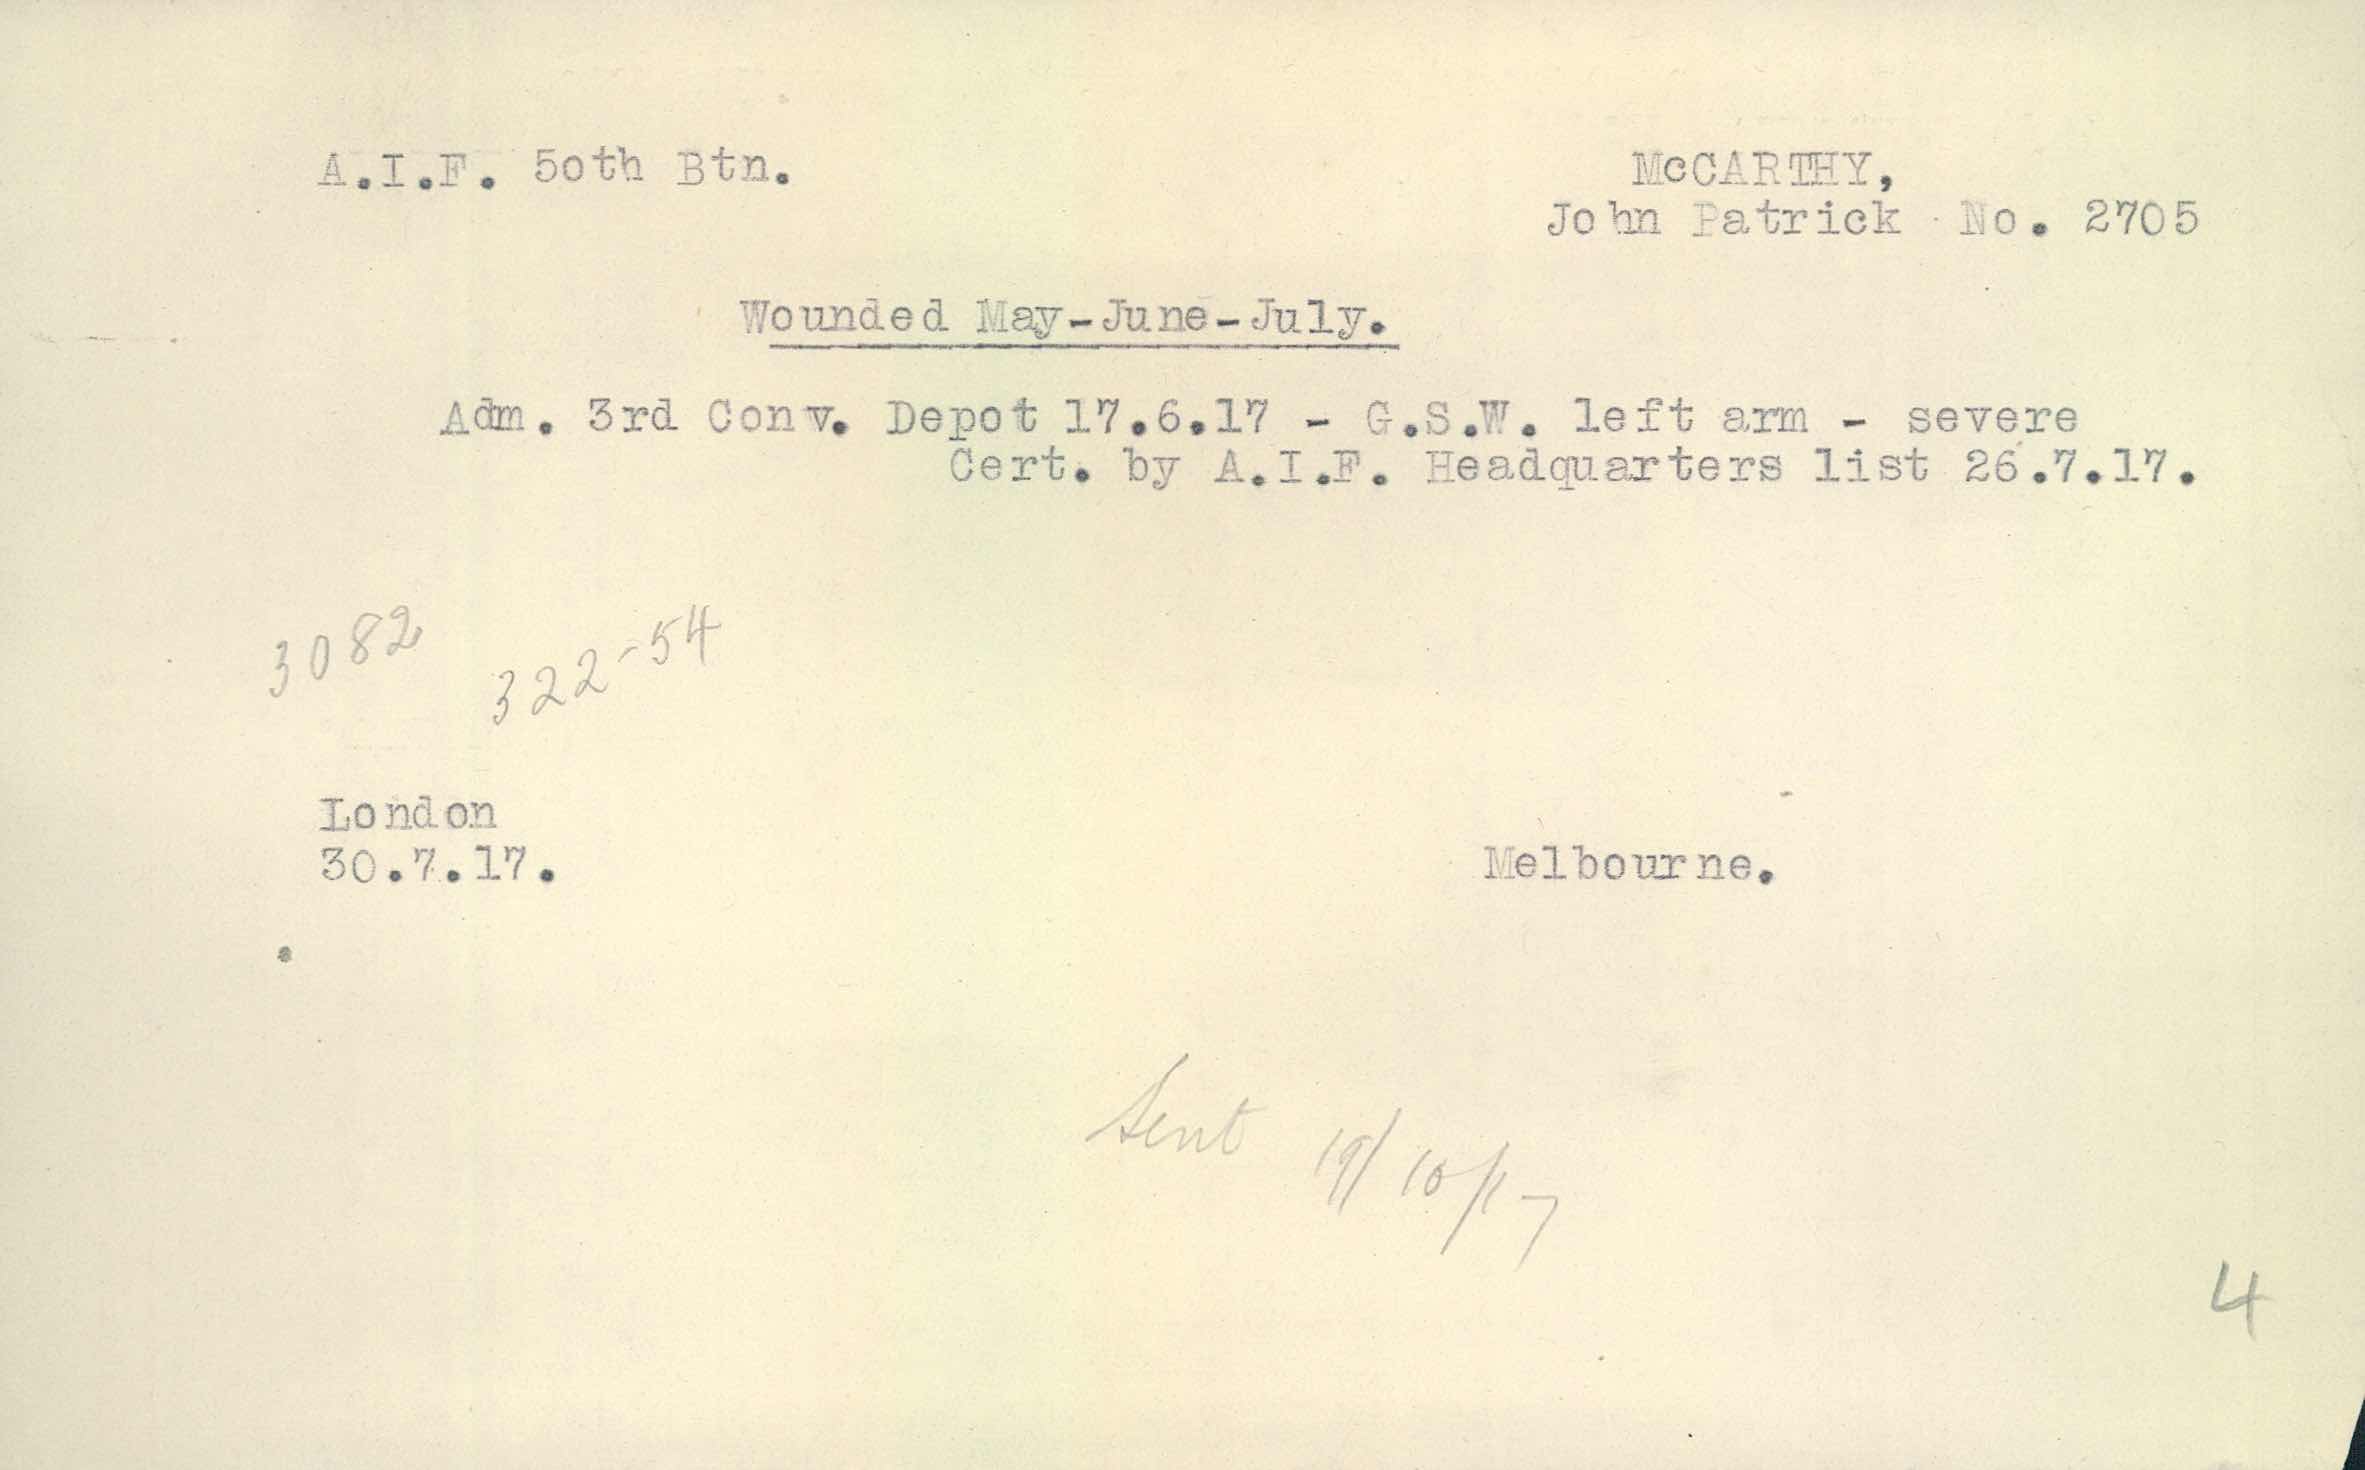 A.I.F. 50th Btn.
McCARTHY,
John Patrick No. 2705
Wounded May-June-July.
Adm. 3rd Conv. Depot 17.6.17 - G.S.W. left arm - severe
Cert. by A.I.F. Headquarters list 26.7.17.
3082
322-54
London
30.7.17.
Melbourne.
Sent 19/10/17
4